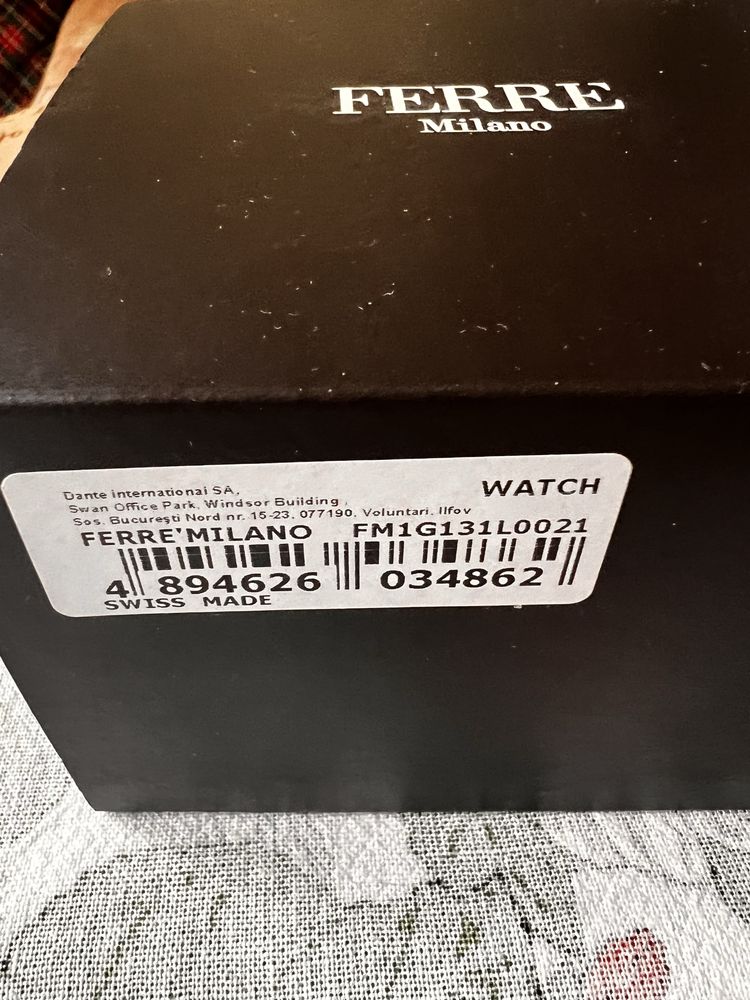 FERRE
Milano
WATCH
Dante International SA,
Swan Office Park, Windsor Building,
Sos. Bucureşti Nord nr. 15-23, 077190, Voluntari, Ilfov
FERRE'MILANO FM1G131L0021
4 894626 034862
SWISS MADE